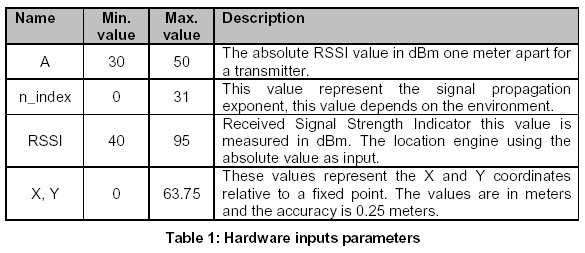 Name Min. value Max. value Description
A 30 50 The absolute RSSI value in dBm one meter apart for
a transmitter.
n_index 0 31 This value represent the signal propagation
exponent, this value depends on the environment.
RSSI 40 95 Received Signal Strength Indicator this value is
measured in dBm. The location engine using the
absolute value as input.
X, Y 0 63.75 These values represent the X and Y coordinates
relative to a fixed point. The values are in meters
and the accuracy is 0.25 meters.
Table 1: Hardware inputs parameters